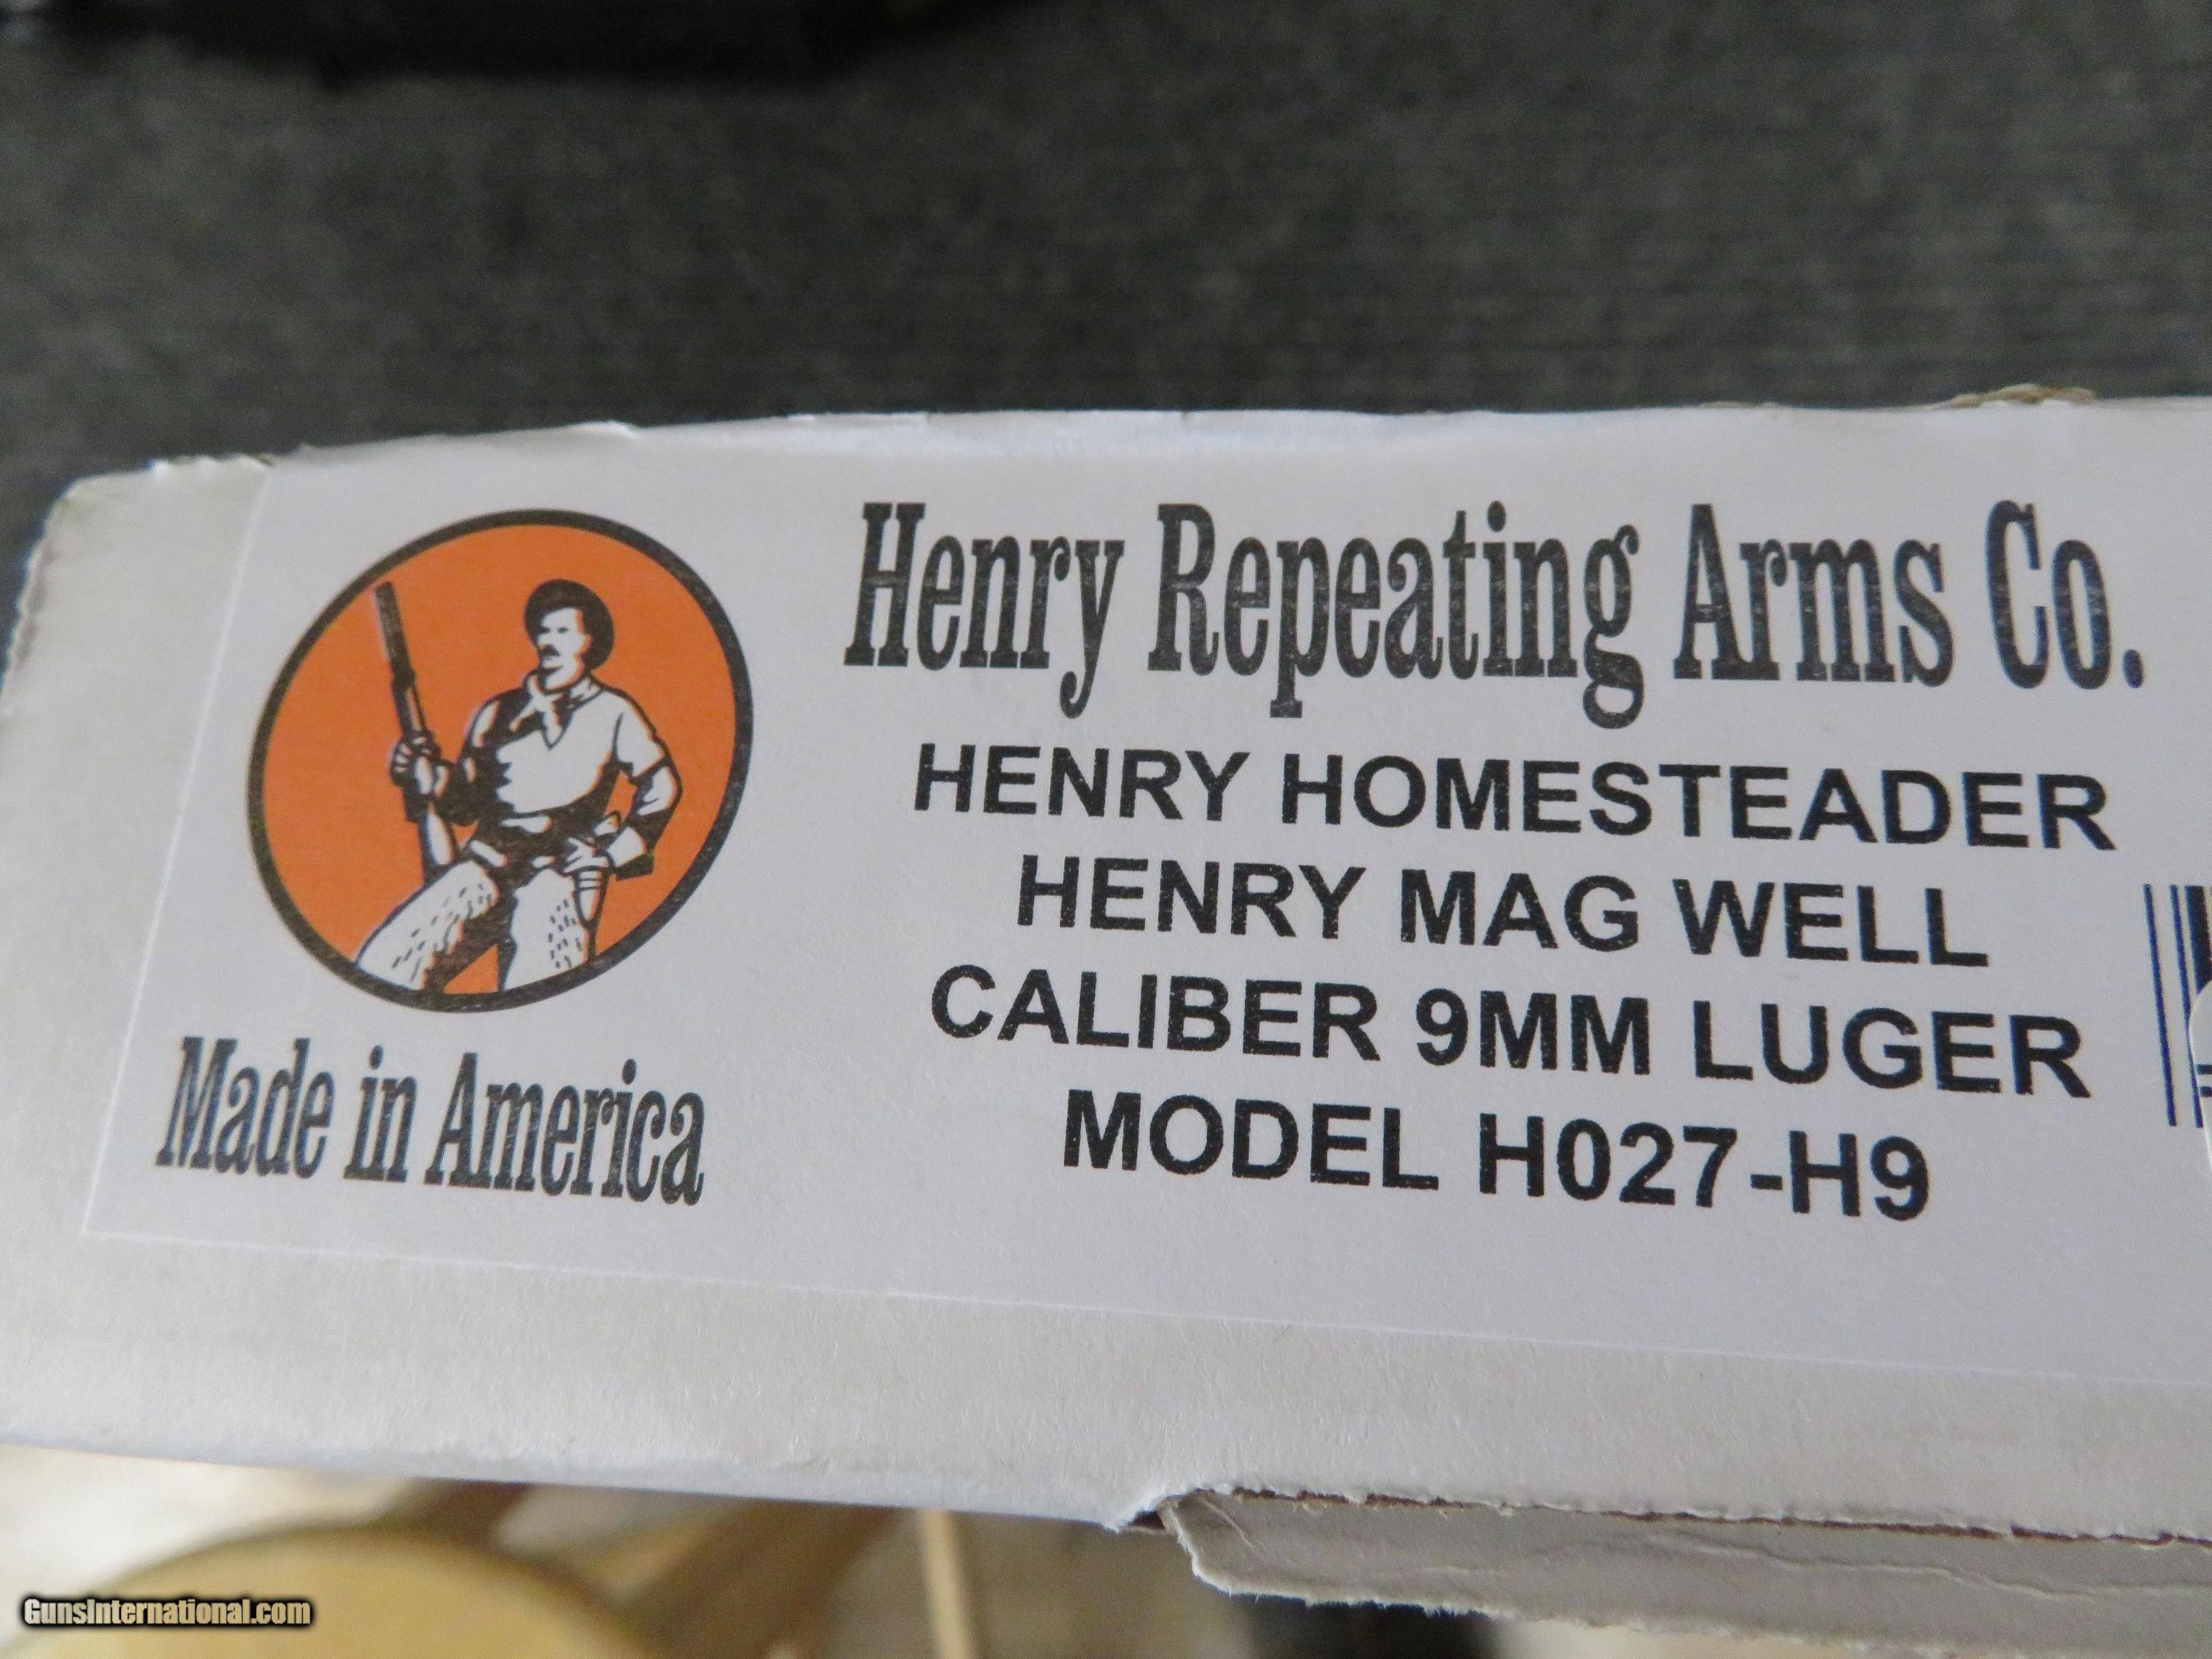 Henry Repeating Arms Co.
HENRY HOMESTEADER
HENRY MAG WELL
CALIBER 9MM LUGER
MODEL H027-H9
Made in America
GunsInternational.com